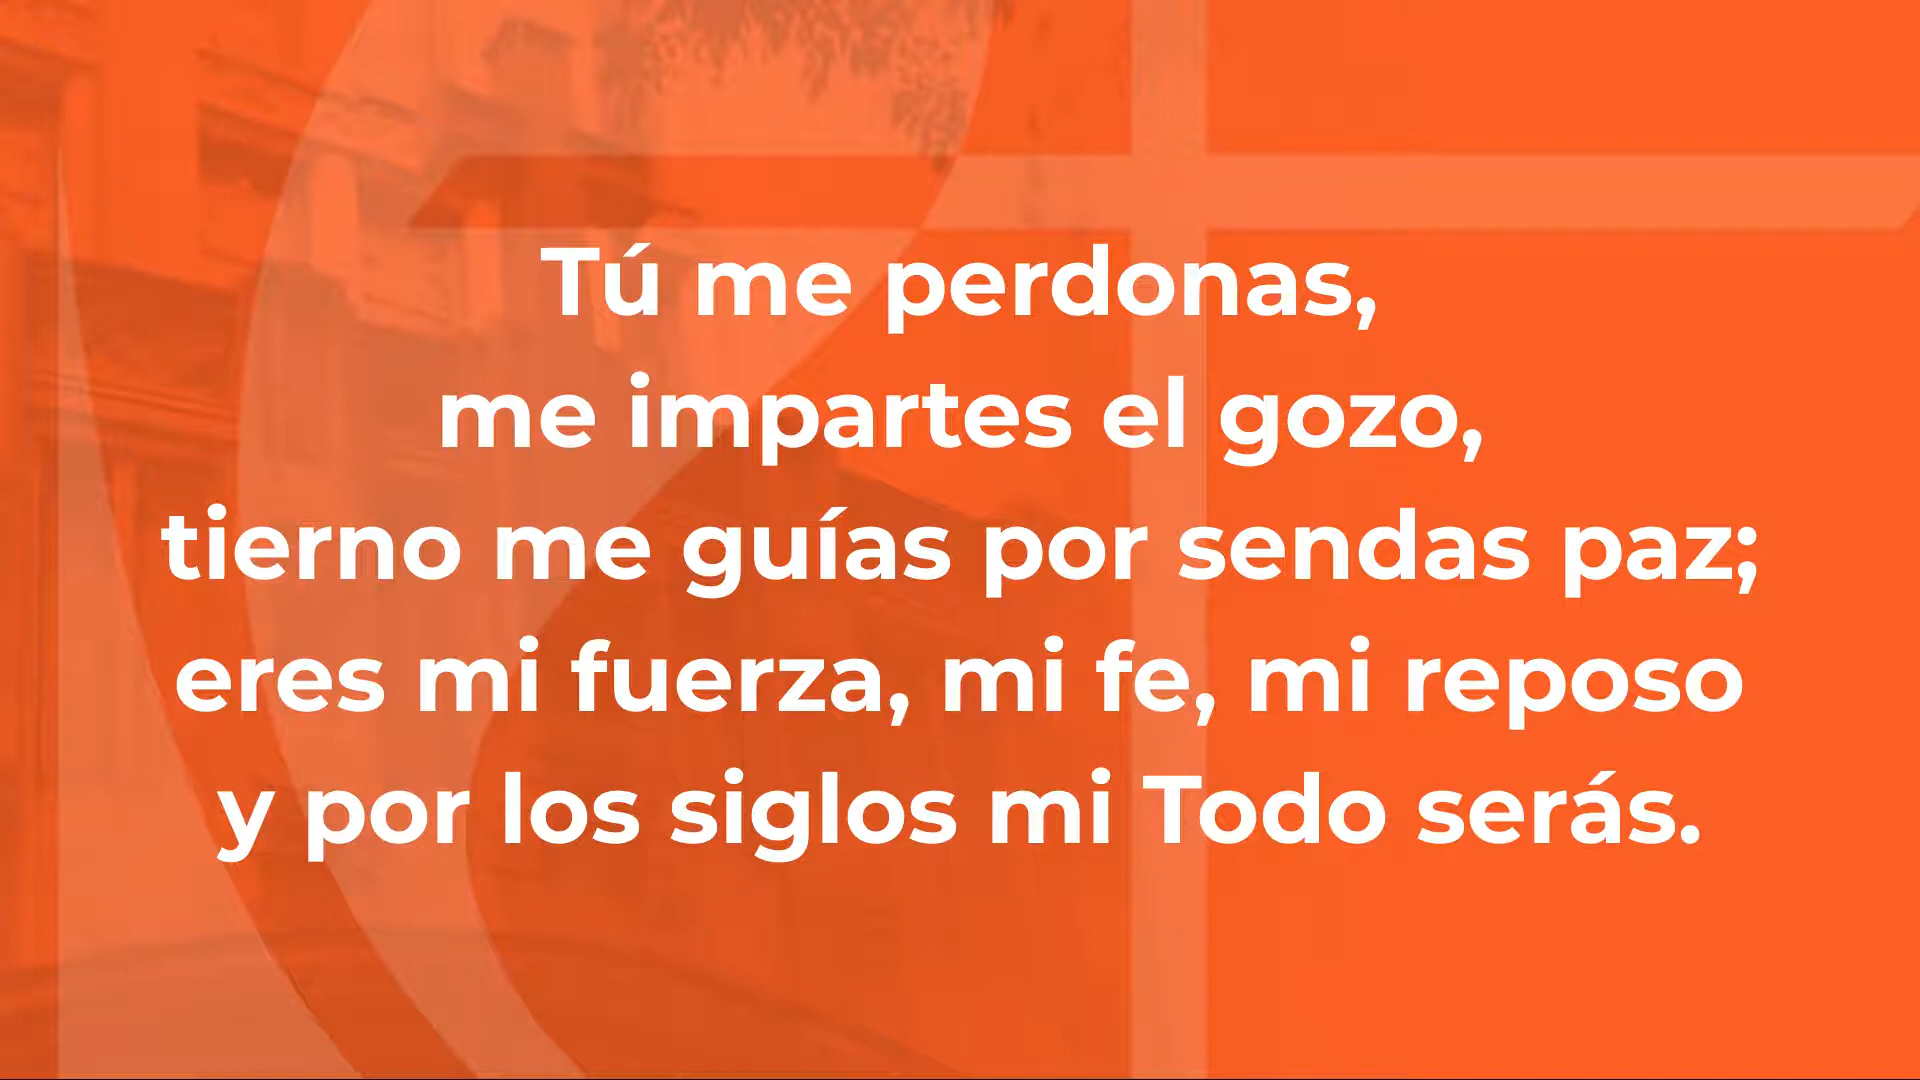 Tú me perdonas,
me impartes el gozo,
tierno me guías por sendas paz;
eres mi fuerza, mi fe, mi reposo
y por los siglos mi Todo serás.